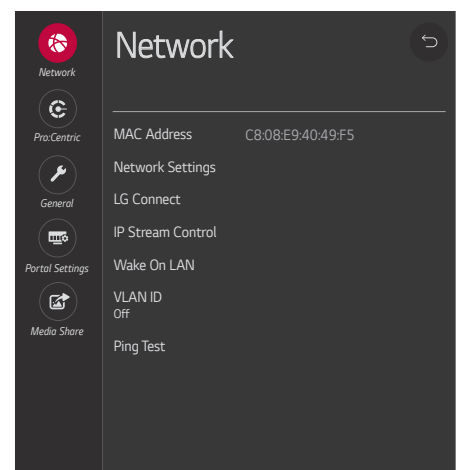 Network
Network
Pro:Centric
General
Portal Settings
Media Share
MAC Address C8:08:E9:40:49:F5
Network Settings
LG Connect
IP Stream Control
Wake On LAN
VLAN ID
Off
Ping Test